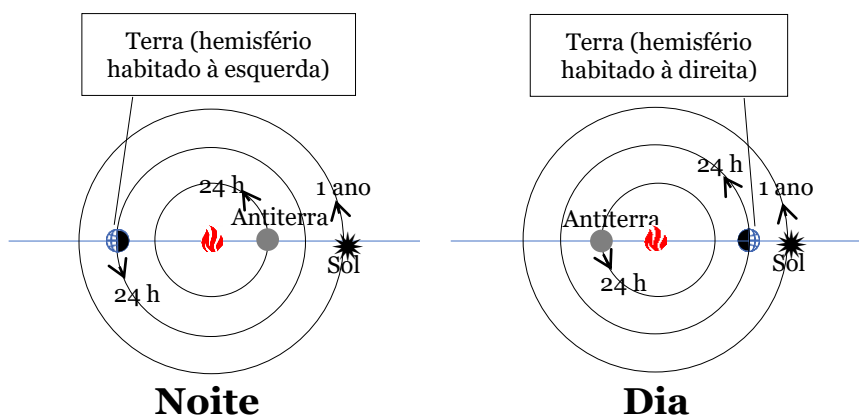 Terra (hemisfério
habitado à esquerda)
24 h
1 ano
Antiterra
Sol
24 h
Noite
Terra (hemisfério
habitado à direita)
24 h
1 ano
Antiterra
Sol
24 h
Dia